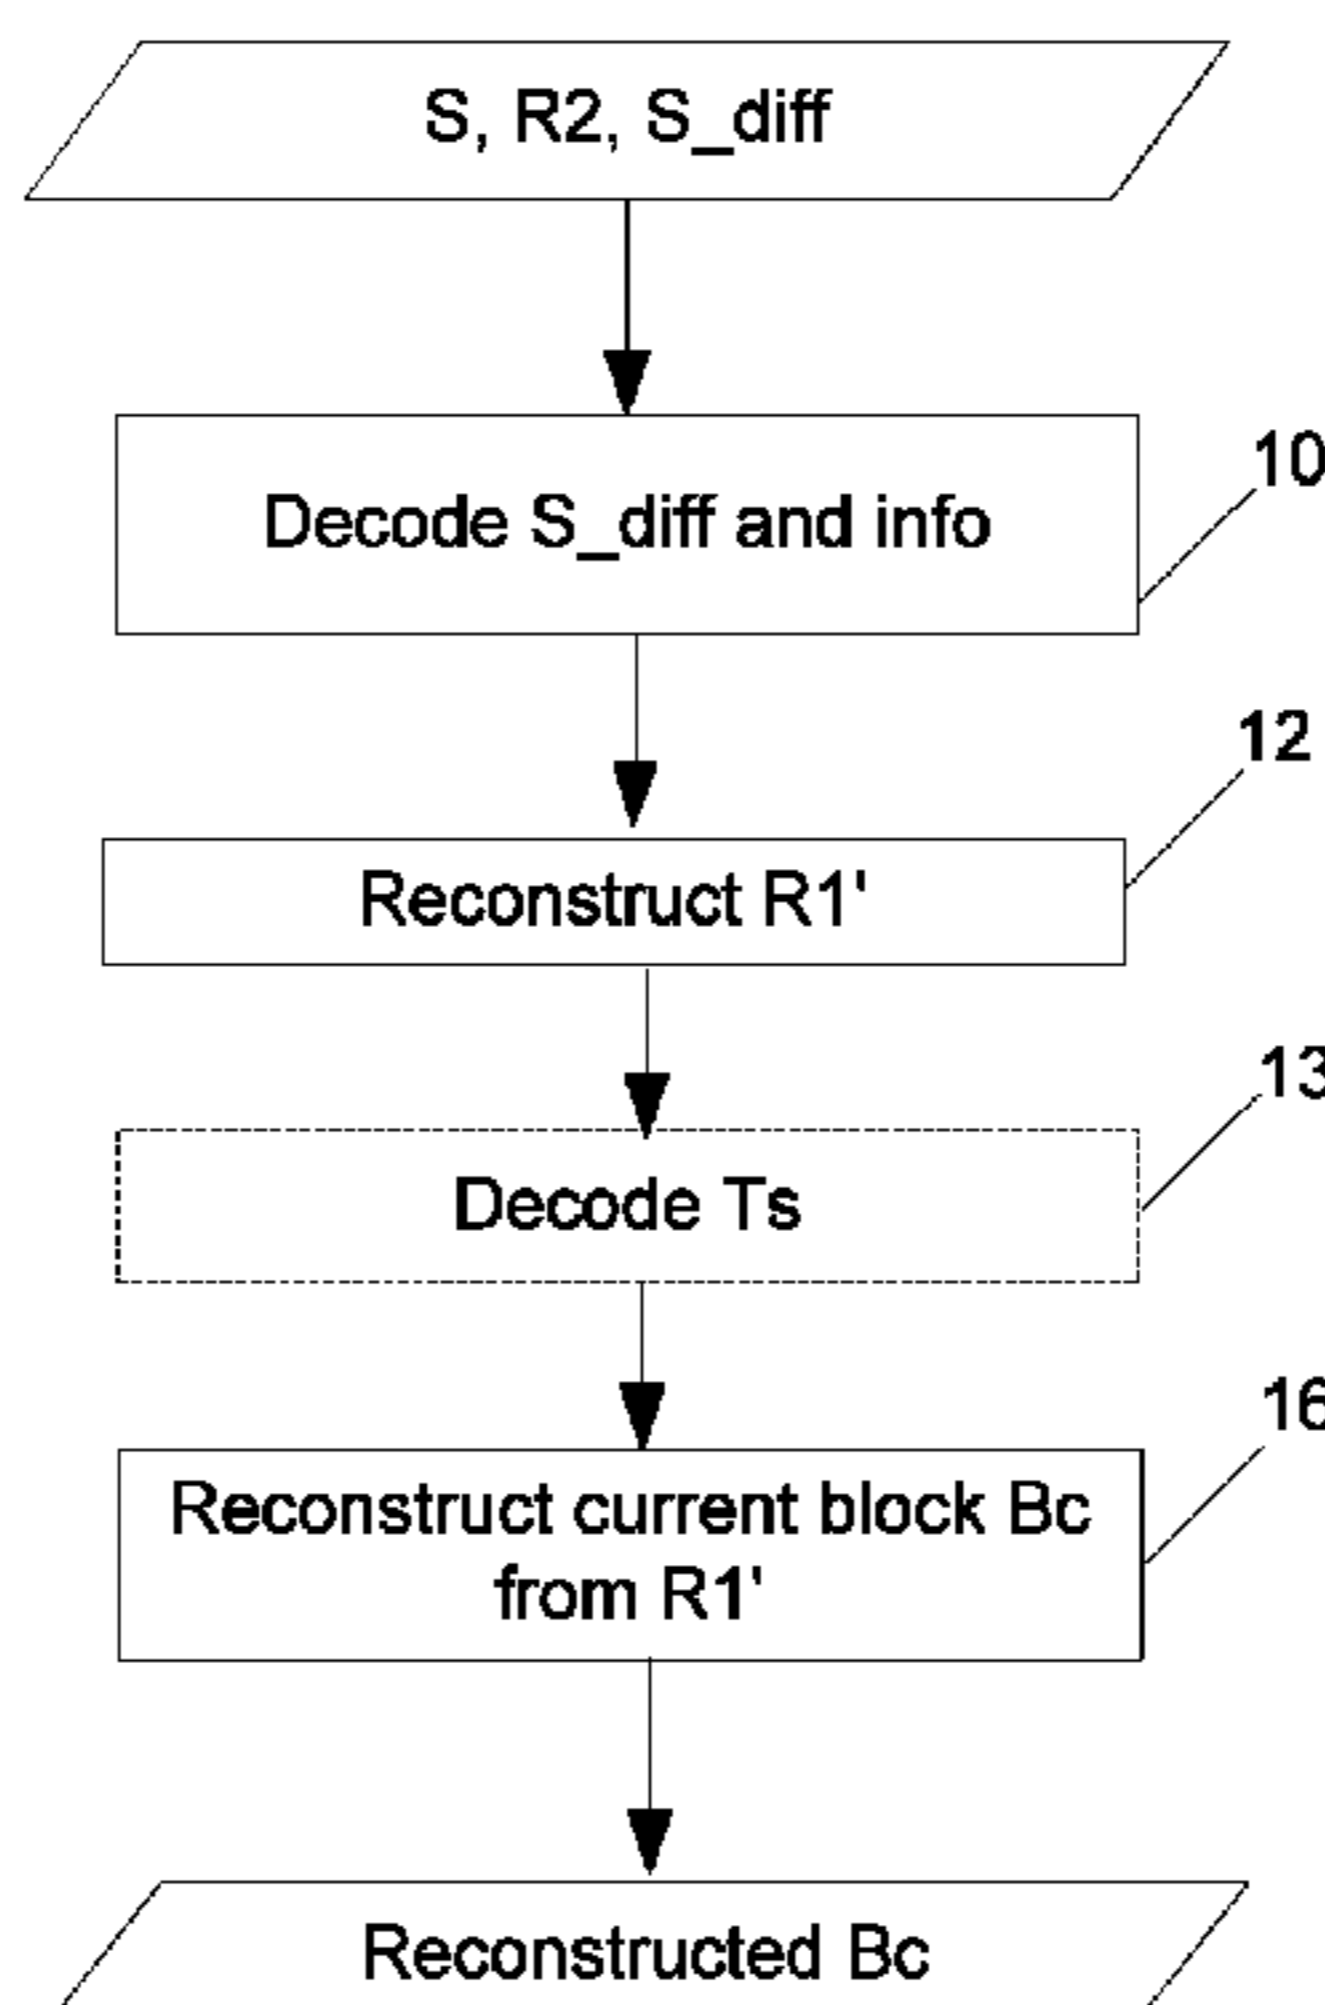 S, R2, S_diff
Decode S_diff and info
10
12
Reconstruct R1'
13
Decode Ts
16
Reconstruct current block Bc
from R1'
Reconstructed Bc